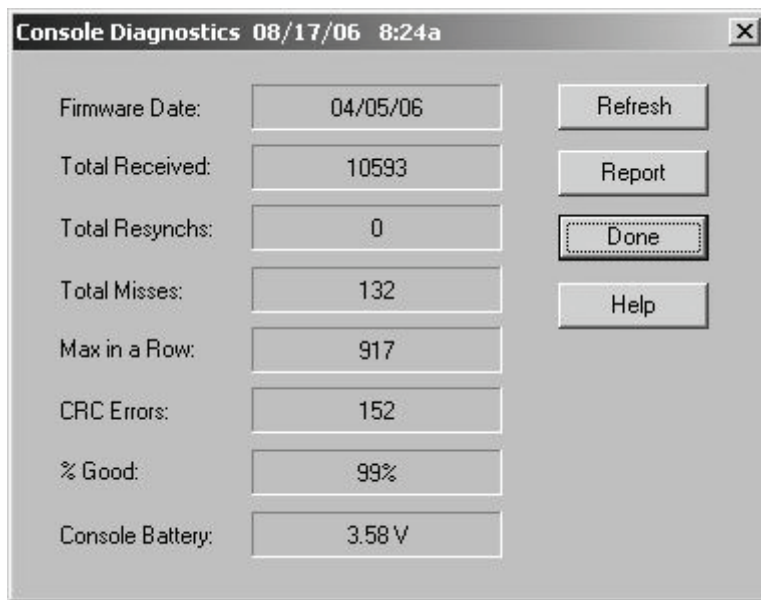 Console Diagnostics 08/17/06 8:24a
Firmware Date: 04/05/06 Refresh
Total Received: 10593 Report
Total Resynchs: 0 Done
Total Misses: 132 Help
Max in a Row: 917
CRC Errors: 152
% Good: 99%
Console Battery: 3.58 V